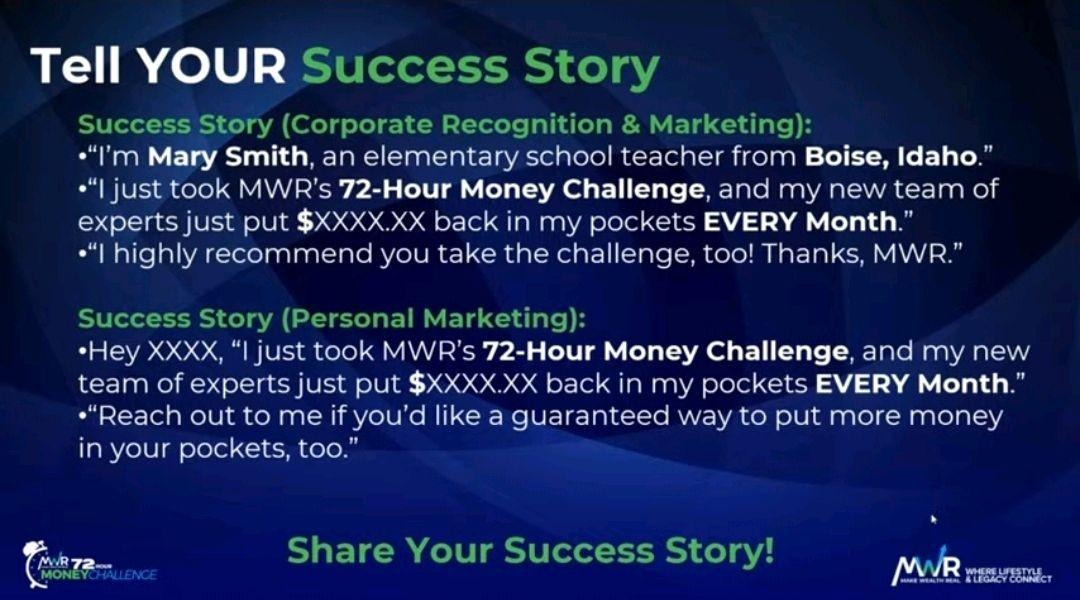 Tell YOUR Success Story
Success Story (Corporate Recognition & Marketing):
•“I’m Mary Smith, an elementary school teacher from Boise, Idaho.”
•“I just took MWR’s 72-Hour Money Challenge, and my new team of
experts just put $XXXX.XX back in my pockets EVERY Month.”
•“I highly recommend you take the challenge, too! Thanks, MWR.”
Success Story (Personal Marketing):
•Hey XXXX, “I just took MWR’s 72-Hour Money Challenge, and my new
team of experts just put $XXXX.XX back in my pockets EVERY Month.”
•“Reach out to me if you’d like a guaranteed way to put more money
in your pockets, too.”
Share Your Success Story!
MWR 72 HOUR
MONEYCHALLENGE
MWR
MAKE WEALTH REAL
WHERE LIFESTYLE
& LEGACY CONNECT